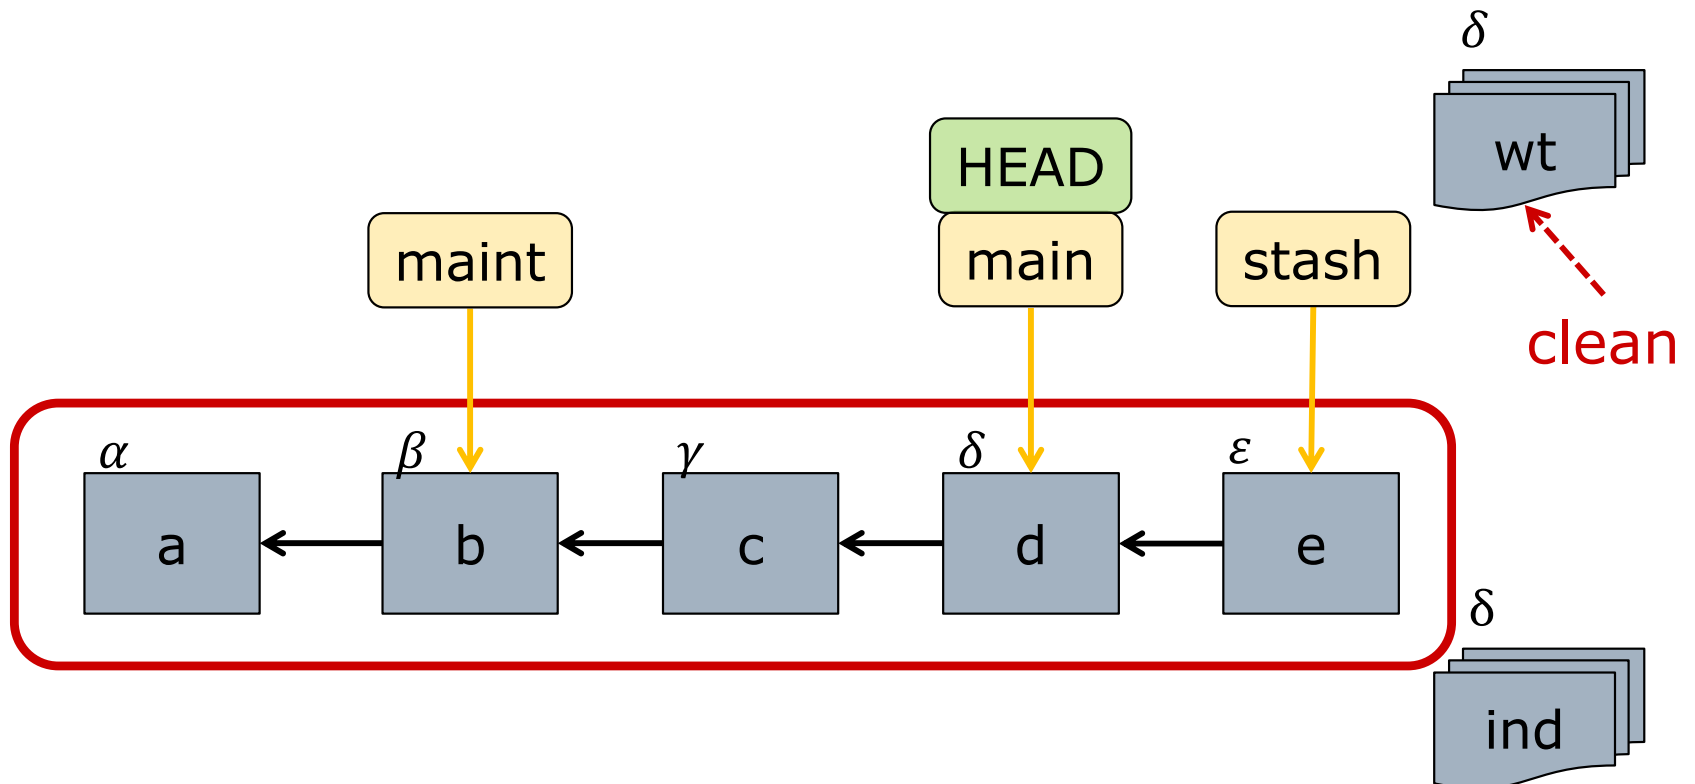 δ
wt
HEAD
maint
main
stash
clean
α
β
γ
δ
ε
a
b
c
d
e
δ
ind